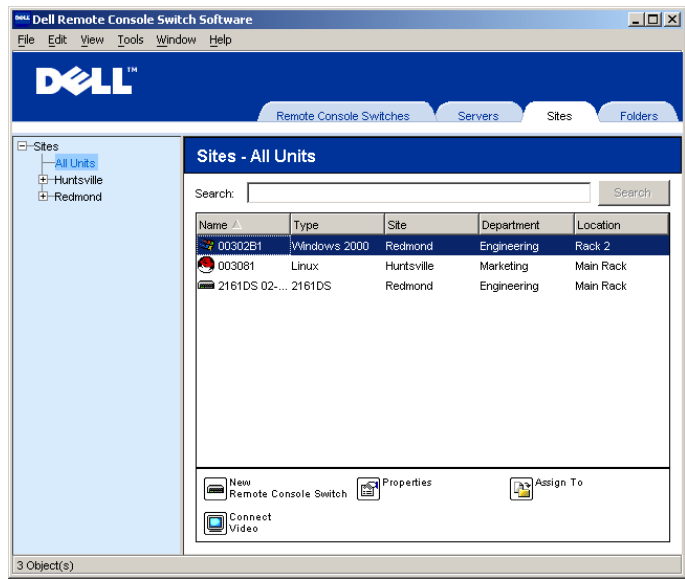 DELL Dell Remote Console Switch Software
File Edit View Tools Window Help
DELL™
Remote Console Switches Servers Sites Folders
Sites
All Units
Huntsville
Redmond
Sites - All Units
Search: Search
Name Type Site Department Location
00302B1 Windows 2000 Redmond Engineering Rack 2
003081 Linux Huntsville Marketing Main Rack
2161DS 02-... 2161DS Redmond Engineering Main Rack
New Remote Console Switch
Properties
Assign To
Connect Video
3 Object(s)